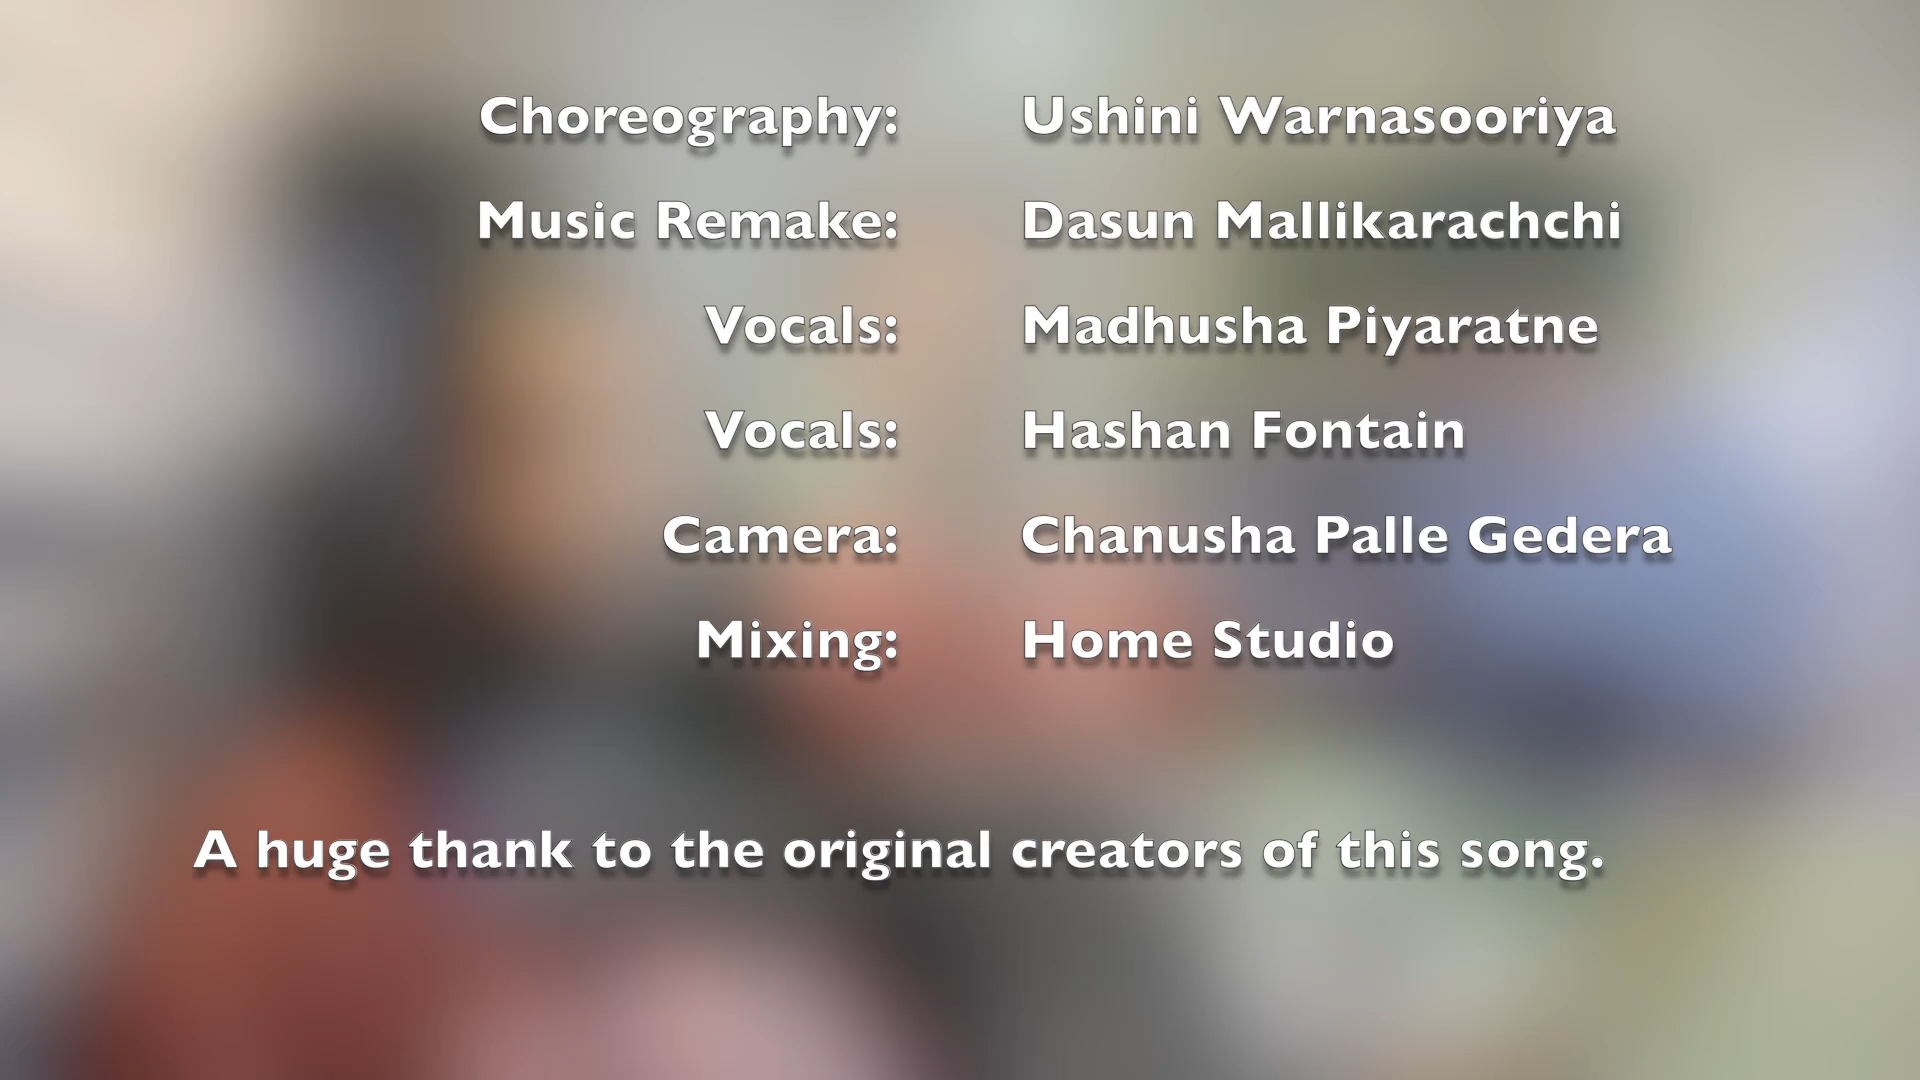 Choreography: Ushini Warnasooriya
Music Remake: Dasun Mallikarachchi
Vocals: Madhusha Piyaratne
Vocals: Hashan Fontain
Camera: Chanusha Palle Gedera
Mixing: Home Studio
A huge thank to the original creators of this song.